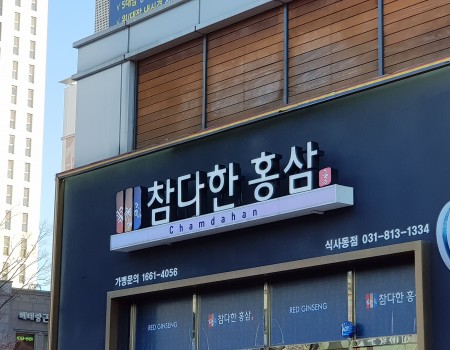 참다한 홍삼
Chamdahan
식사동점 031-813-1334
가맹문의 1661-4056
RED GINSENG
참다한 홍삼
RED GINSENG
참다한 홍삼